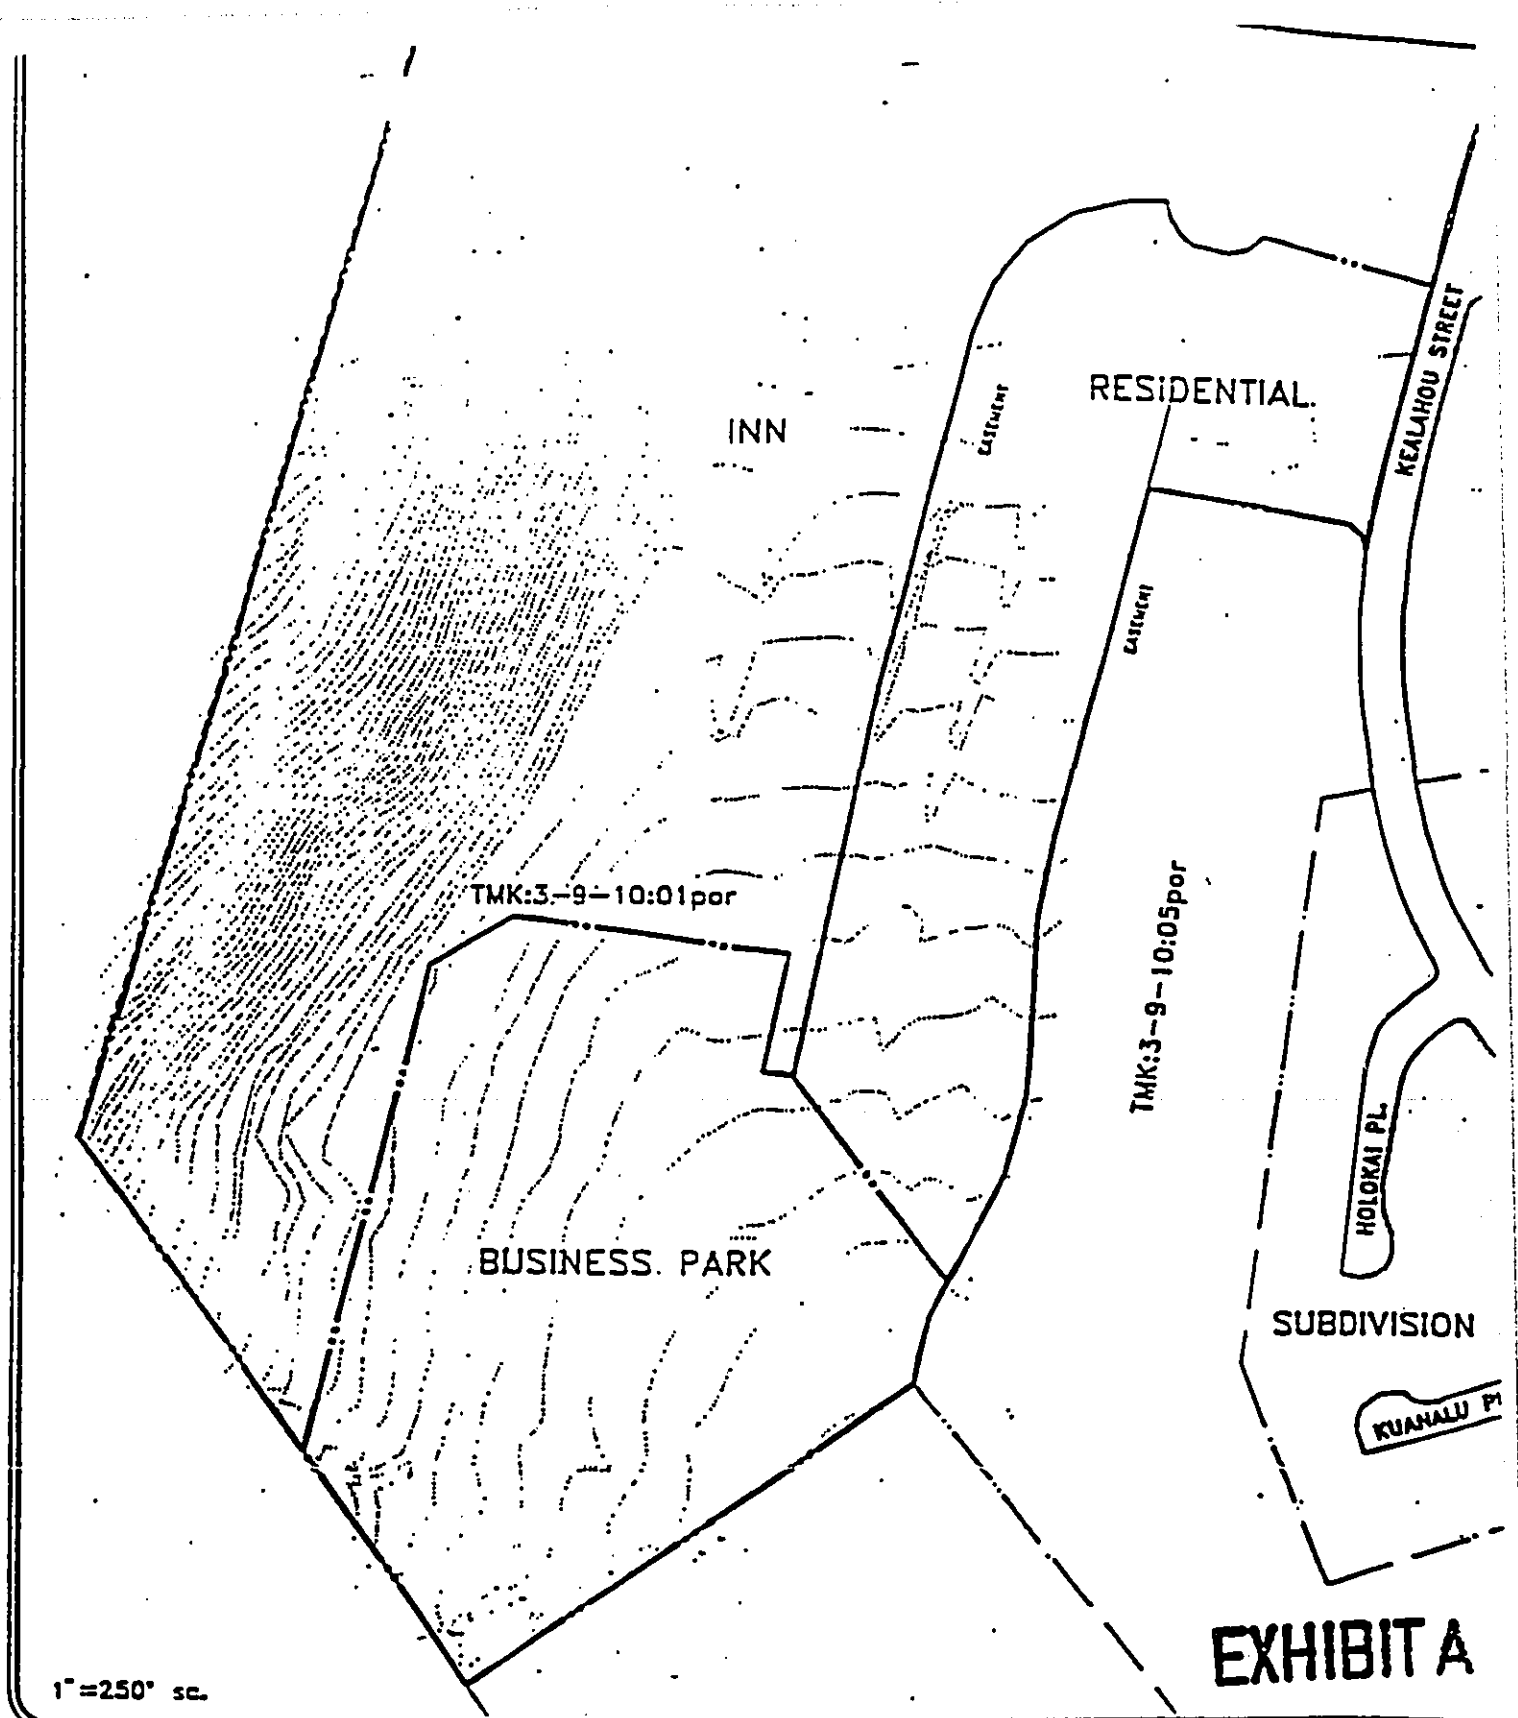 RESIDENTIAL.
KEALAHOU STREET
INN
EASEMENT
EASEMENT
TMK:3.-9-10:01por
TMK:3-9-10:05por
HOLOKAI PL.
BUSINESS. PARK
SUBDIVISION
KUANALU
EXHIBIT A
1"=250' sc.